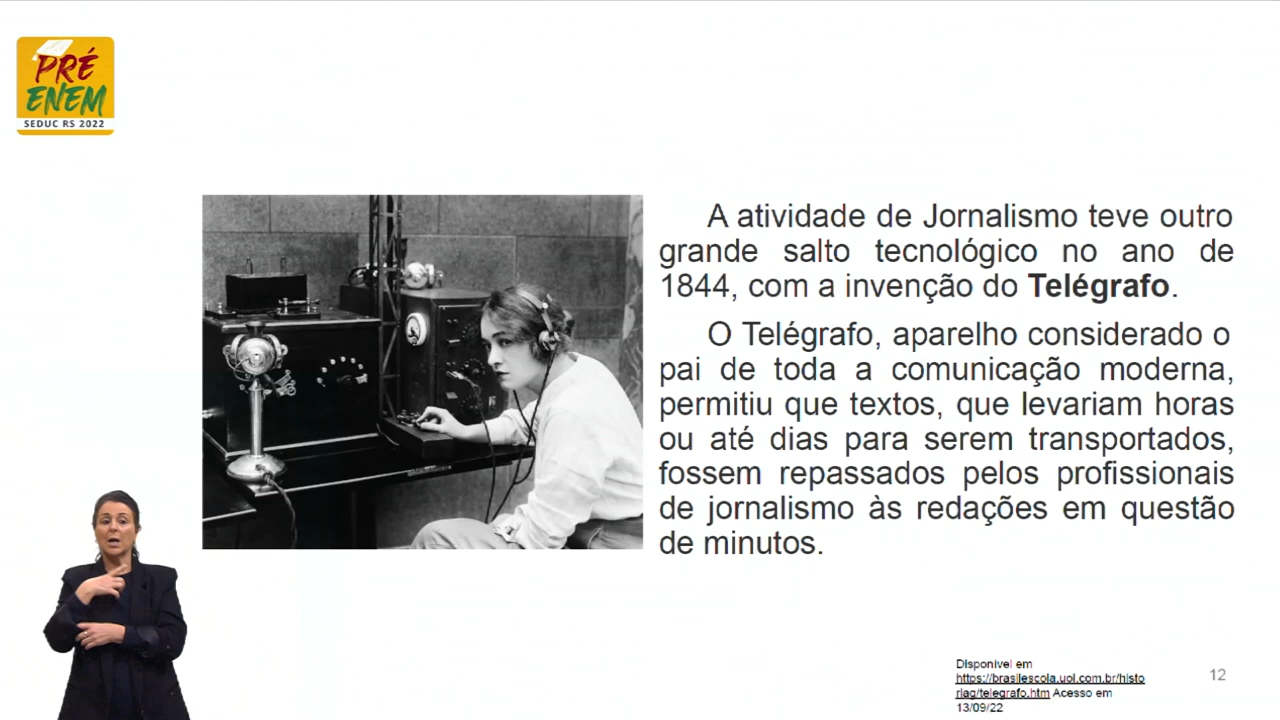 PRÉ
ENEM
SEDUC RS 2022
A atividade de Jornalismo teve outro
grande salto tecnológico no ano de
1844, com a invenção do Telégrafo.
O Telégrafo, aparelho considerado o
pai de toda a comunicação moderna,
permitiu que textos, que levariam horas
ou até dias para serem transportados,
fossem repassados pelos profissionais
de jornalismo às redações em questão
de minutos.
Disponível em
https://brasilescola.uol.com.br/histo
riag/telegrafo.htm Acesso em
13/09/22
12